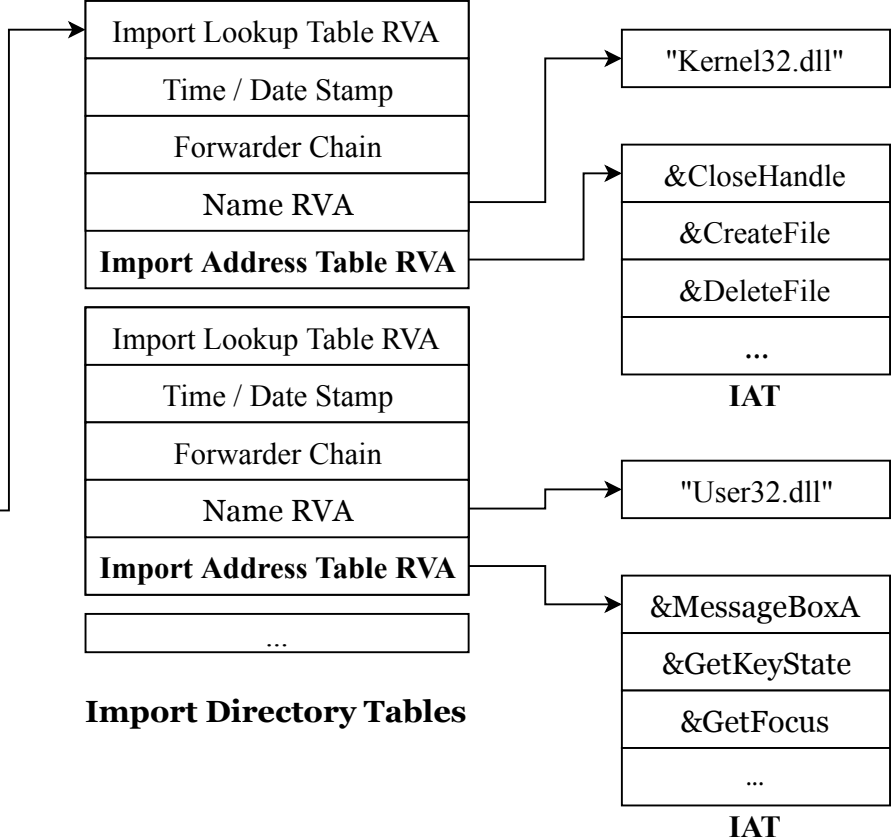 Import Lookup Table RVA
Time / Date Stamp
Forwarder Chain
Name RVA
Import Address Table RVA
Import Lookup Table RVA
Time / Date Stamp
Forwarder Chain
Name RVA
Import Address Table RVA
...
Import Directory Tables
"Kernel32.dll"
&CloseHandle
&CreateFile
&DeleteFile
...
IAT
"User32.dll"
&MessageBoxA
&GetKeyState
&GetFocus
...
IAT